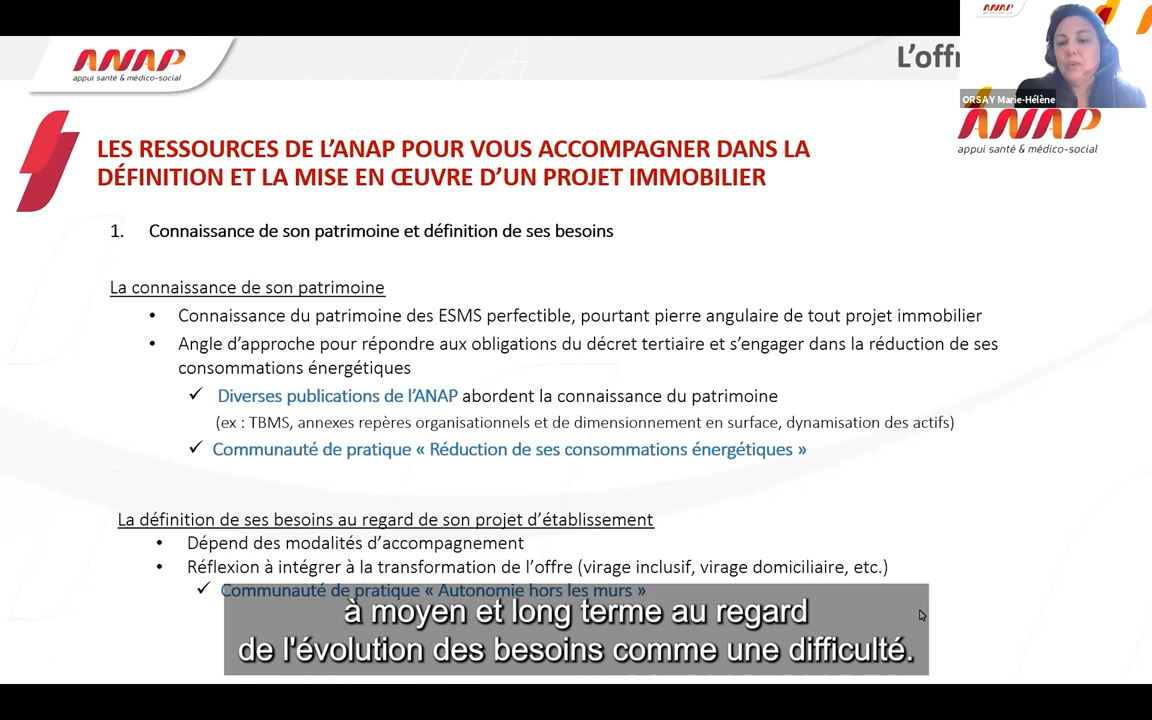 ANAP
appui santé & médico-social
L'offr
ANAP
ORSAY Marie-Hélène
ANAP
appui santé & médico-social
LES RESSOURCES DE L'ANAP POUR VOUS ACCOMPAGNER DANS LA
DÉFINITION ET LA MISE EN ŒUVRE D'UN PROJET IMMOBILIER
1. Connaissance de son patrimoine et définition de ses besoins
La connaissance de son patrimoine
• Connaissance du patrimoine des ESMS perfectible, pourtant pierre angulaire de tout projet immobilier
• Angle d'approche pour répondre aux obligations du décret tertiaire et s'engager dans la réduction de ses
consommations énergétiques
✓ Diverses publications de l'ANAP abordent la connaissance du patrimoine
(ex : TBMS, annexes repères organisationnels et de dimensionnement en surface, dynamisation des actifs)
✓ Communauté de pratique « Réduction de ses consommations énergétiques »
La définition de ses besoins au regard de son projet d'établissement
• Dépend des modalités d'accompagnement
• Réflexion à intégrer à la transformation de l'offre (virage inclusif, virage domiciliaire, etc.)
✓ Communauté de pratique « Autonomie hors les murs »
à moyen et long terme au regard
de l'évolution des besoins comme une difficulté.